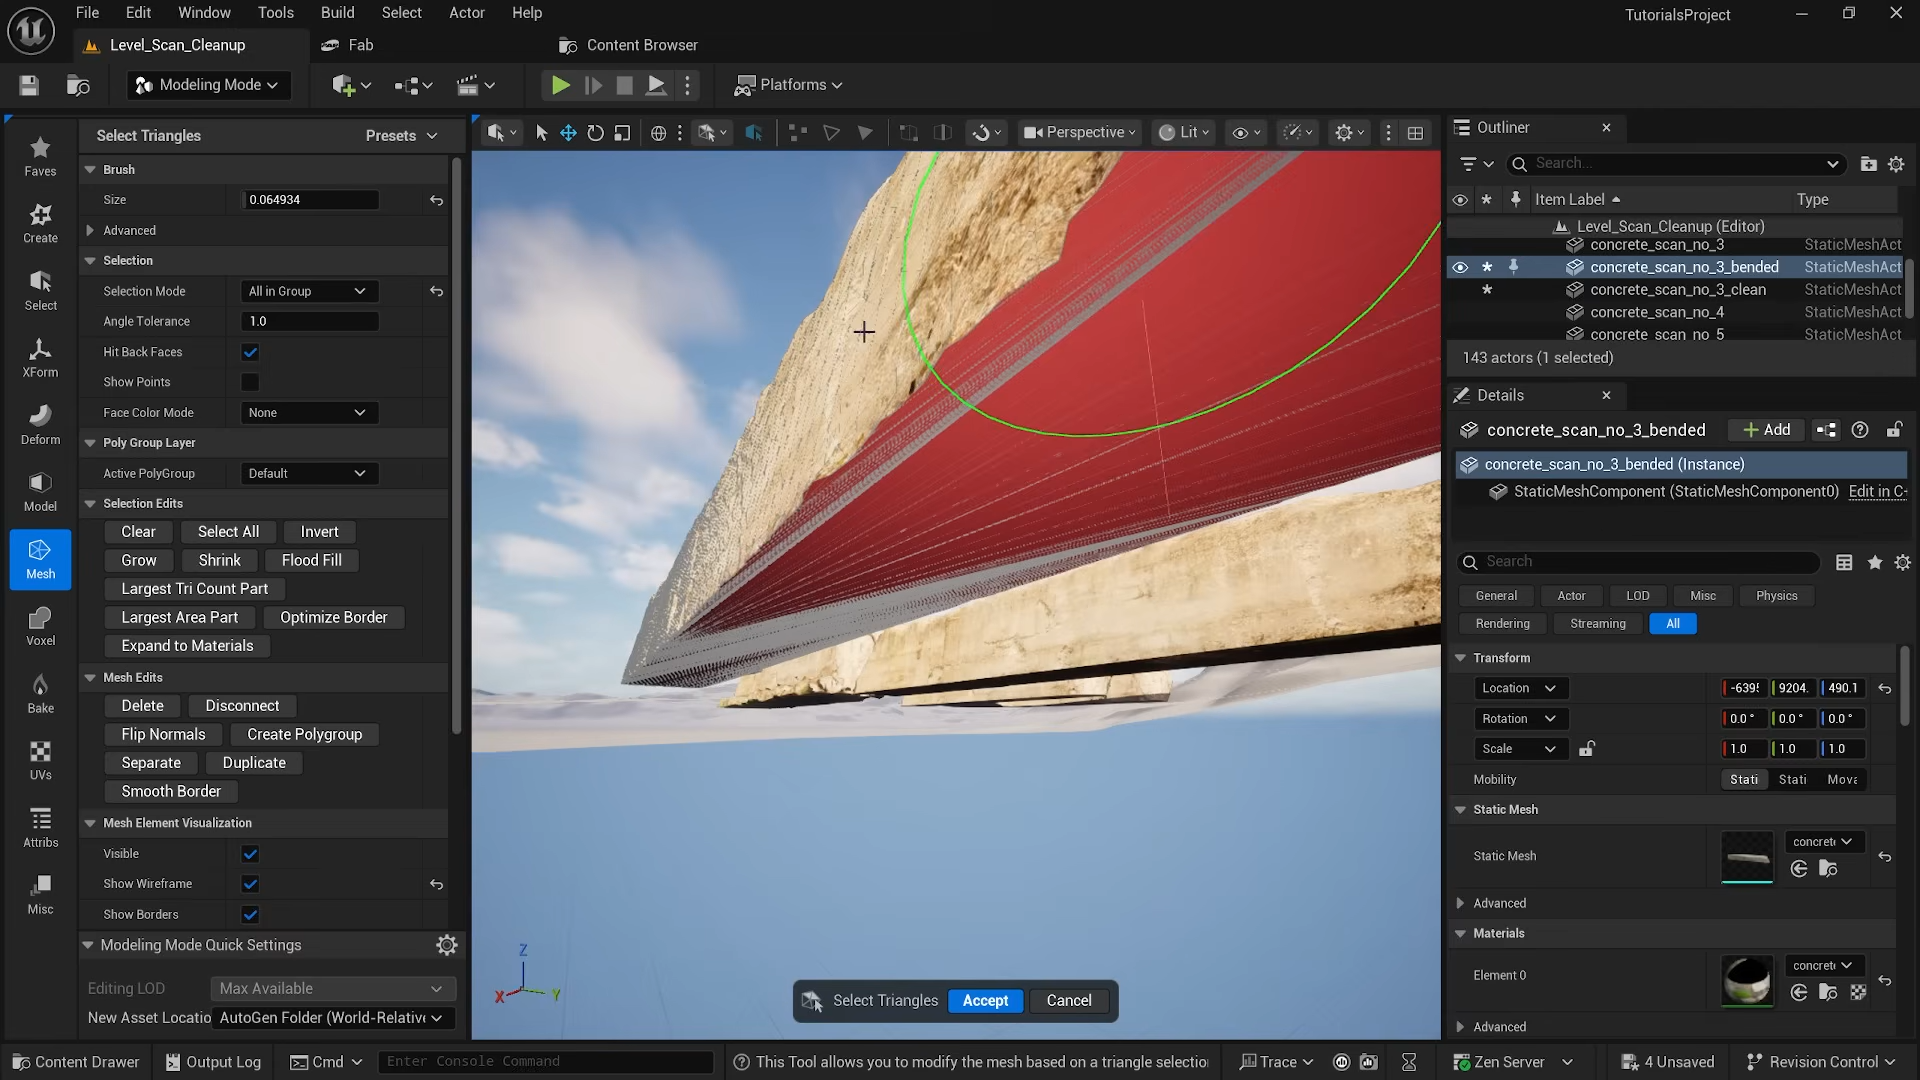 File Edit Window Tools Build Select Actor Help
TutorialsProject
Level_Scan_Cleanup
Fab
Content Browser
Modeling Mode
Platforms
Select Triangles
Presets
Perspective
Lit
Outliner
Faves
Create
Select
XForm
Deform
Model
Mesh
Voxel
Bake
UVs
Attribs
Misc
Brush
Size 0.064934
Advanced
Selection
Selection Mode All in Group
Angle Tolerance 1.0
Hit Back Faces
Show Points
Face Color Mode None
Poly Group Layer
Active PolyGroup Default
Selection Edits
Clear Select All Invert
Grow Shrink Flood Fill
Largest Tri Count Part
Largest Area Part Optimize Border
Expand to Materials
Mesh Edits
Delete Disconnect
Flip Normals Create Polygroup
Separate Duplicate
Smooth Border
Mesh Element Visualization
Visible
Show Wireframe
Show Borders
Modeling Mode Quick Settings
Editing LOD Max Available
New Asset Locatio AutoGen Folder (World-Relative
Z
X
Y
Select Triangles Accept Cancel
Search...
Item Label Type
Level_Scan_Cleanup (Editor)
concrete_scan_no_3 StaticMeshAct
concrete_scan_no_3_bended StaticMeshAct
concrete_scan_no_3_clean StaticMeshAct
concrete_scan_no_4 StaticMeshAct
concrete_scan_no_5 StaticMeshAct
143 actors (1 selected)
Details
concrete_scan_no_3_bended Add
concrete_scan_no_3_bended (Instance)
StaticMeshComponent (StaticMeshComponent0) Edit in C+
Search
General Actor LOD Misc Physics
Rendering Streaming All
Transform
Location -639 9204. 490.1
Rotation 0.0 ° 0.0 ° 0.0 °
Scale 1.0 1.0 1.0
Mobility Stati Stati Mova
Static Mesh
concrete
Static Mesh
Advanced
Materials
concrete
Element 0
Advanced
Content Drawer Output Log Cmd Enter Console Command
This Tool allows you to modify the mesh based on a triangle selectio
Trace
Zen Server
4 Unsaved
Revision Control